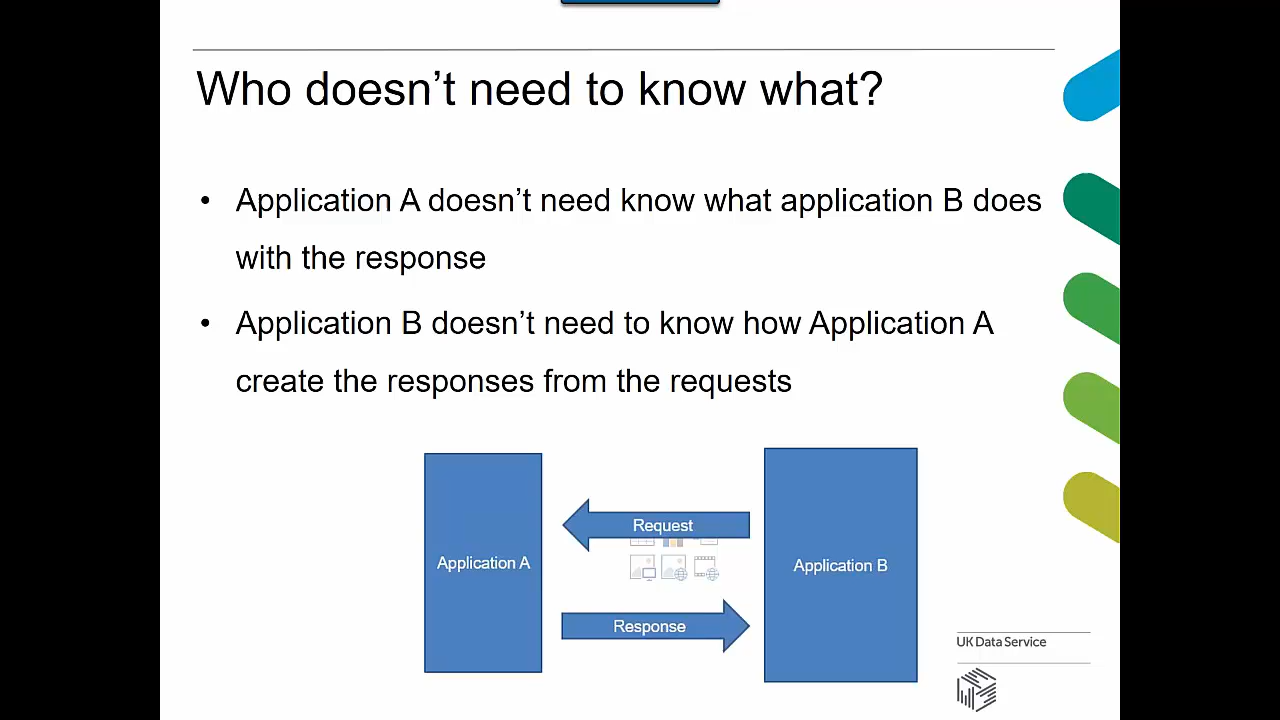 Who doesn’t need to know what?
• Application A doesn’t need know what application B does
with the response
• Application B doesn’t need to know how Application A
create the responses from the requests
Request
Application A
Application B
Response
UK Data Service